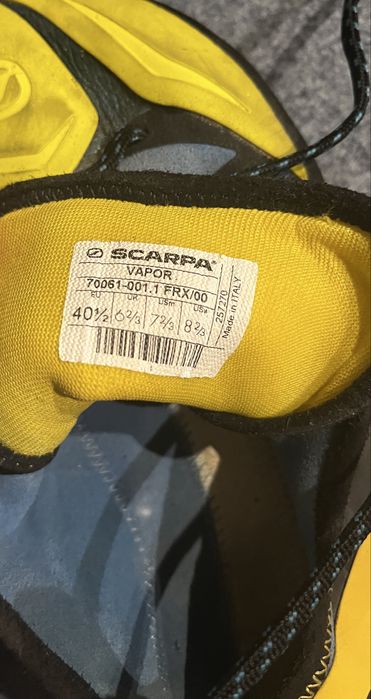 SCARPA®
VAPOR
70061-001.1 FRX/00
EU UK USm USw
40½ 6⅔ 7⅔ 8⅔
257270
Made in ITALY